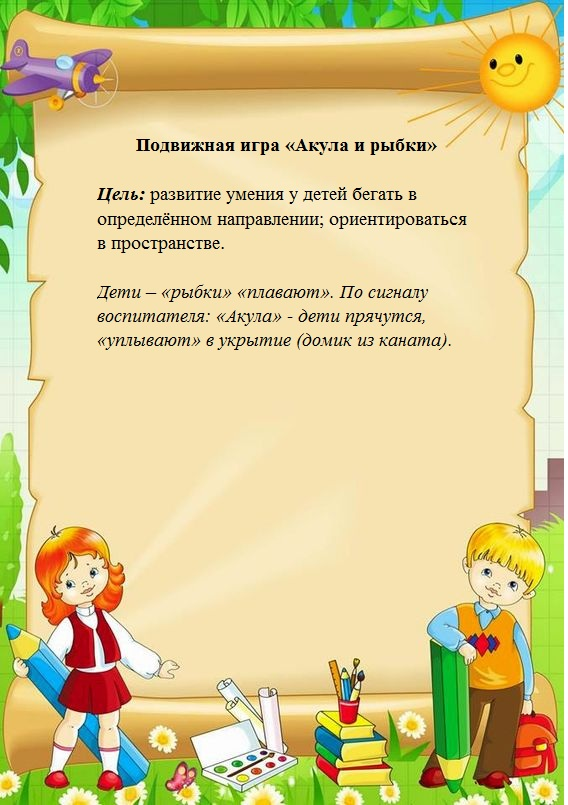 Подвижная игра «Акула и рыбки»
Цель: развитие умения у детей бегать в
определённом направлении; ориентироваться
в пространстве.
Дети – «рыбки» «плавают». По сигналу
воспитателя: «Акула» - дети прячутся,
«уплывают» в укрытие (домик из каната).